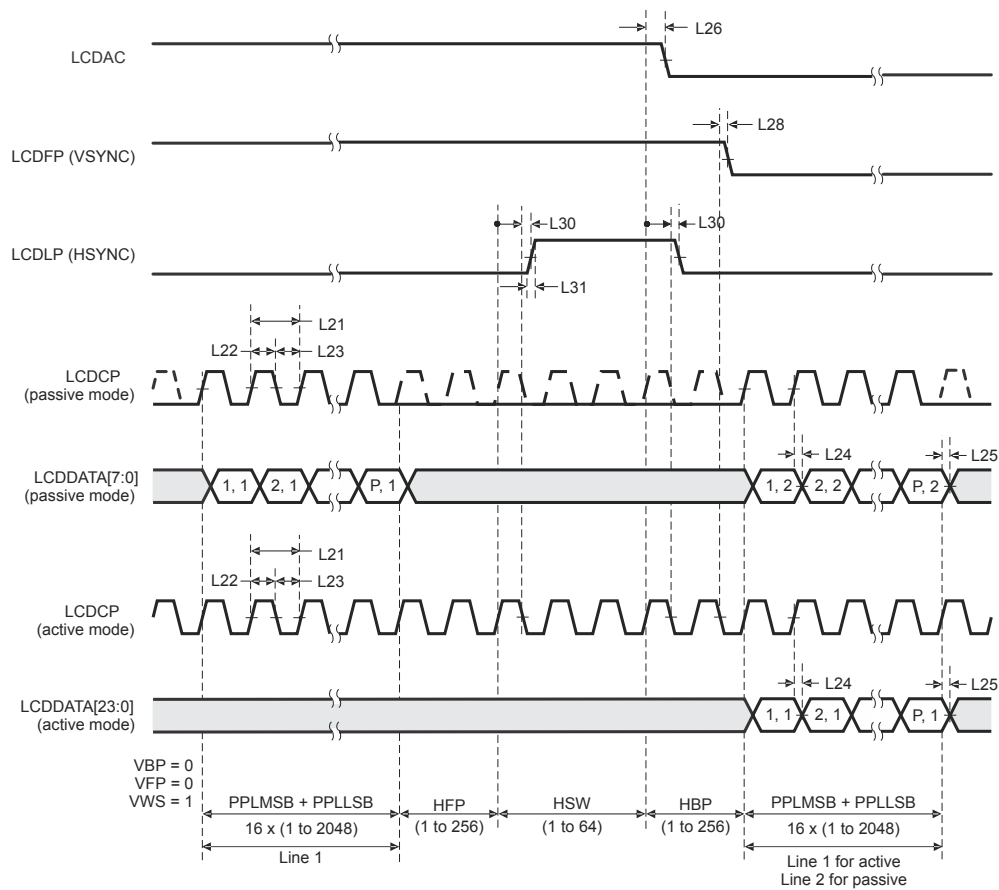 L26
LCDAC
L28
LCDFP (VSYNC)
L30
L30
LCDLP (HSYNC)
L31
L21
L22
L23
LCDCP
(passive mode)
L24
L25
LCDDATA[7:0]
(passive mode)
1, 1
2, 1
P, 1
1, 2
2, 2
P, 2
L21
L22
L23
LCDCP
(active mode)
L24
L25
LCDDATA[23:0]
(active mode)
1, 1
2, 1
P, 1
VBP = 0
VFP = 0
VWS = 1
PPLMSB + PPLLSB
HFP
HSW
HBP
PPLMSB + PPLLSB
16 x (1 to 2048)
(1 to 256)
(1 to 64)
(1 to 256)
16 x (1 to 2048)
Line 1
Line 1 for active
Line 2 for passive